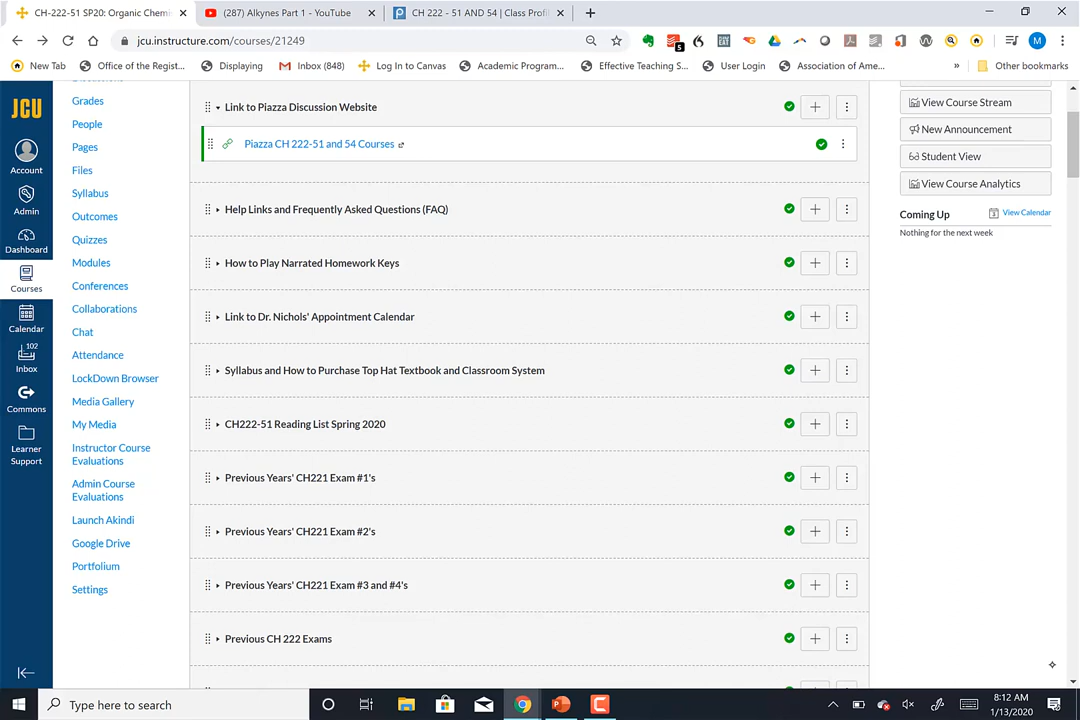 CH-222-51 SP20: Organic Chemi
(287) Alkynes Part 1 - YouTube
CH 222 - 51 AND 54 | Class Profi
jcu.instructure.com/courses/21249
5
M
New Tab
Office of the Regist...
Displaying
Inbox (848)
Log In to Canvas
Academic Program...
Effective Teaching S...
User Login
Association of Ame...
»
Other bookmarks
JCU
Account
Admin
Dashboard
Courses
Calendar
102
Inbox
Commons
Learner
Support
Grades
People
Pages
Files
Syllabus
Outcomes
Quizzes
Modules
Conferences
Collaborations
Chat
Attendance
LockDown Browser
Media Gallery
My Media
Instructor Course
Evaluations
Admin Course
Evaluations
Launch Akindi
Google Drive
Portfolium
Settings
Link to Piazza Discussion Website
Piazza CH 222-51 and 54 Courses
Help Links and Frequently Asked Questions (FAQ)
How to Play Narrated Homework Keys
Link to Dr. Nichols' Appointment Calendar
Syllabus and How to Purchase Top Hat Textbook and Classroom System
CH222-51 Reading List Spring 2020
Previous Years' CH221 Exam #1's
Previous Years' CH221 Exam #2's
Previous Years' CH221 Exam #3 and #4's
Previous CH 222 Exams
View Course Stream
New Announcement
Student View
View Course Analytics
Coming Up
View Calendar
Nothing for the next week
Type here to search
8:12 AM
1/13/2020